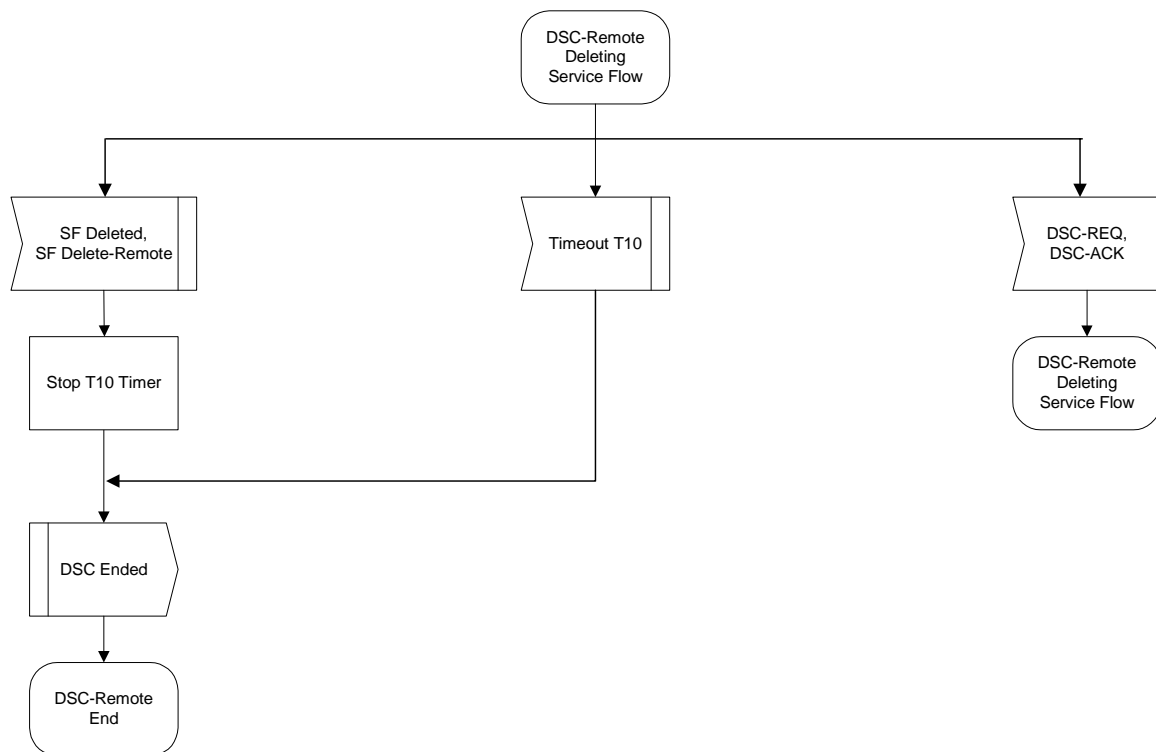 DSC-Remote
Deleting
Service Flow
SF Deleted,
SF Delete-Remote
Timeout T10
DSC-REQ,
DSC-ACK
Stop T10 Timer
DSC-Remote
Deleting
Service Flow
DSC Ended
DSC-Remote
End